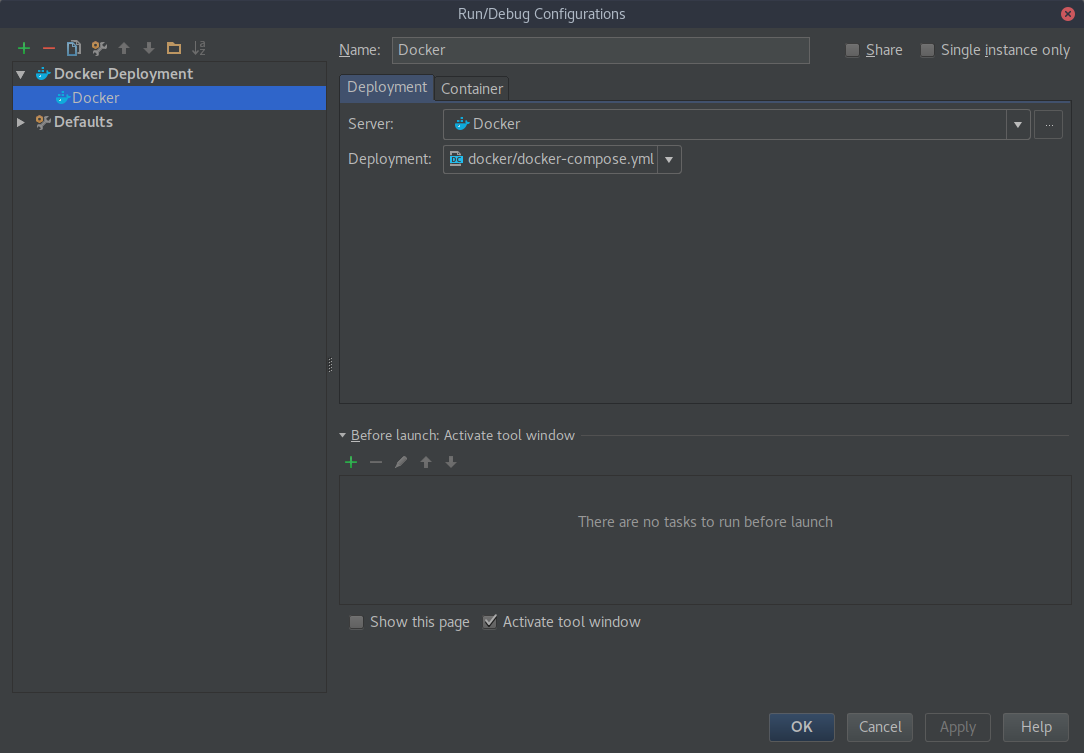 Run/Debug Configurations
Name: Docker Share Single instance only
Docker Deployment
Docker
Defaults
Deployment Container
Server: Docker ...
Deployment: docker/docker-compose.yml
Before launch: Activate tool window
There are no tasks to run before launch
Show this page Activate tool window
OK Cancel Apply Help